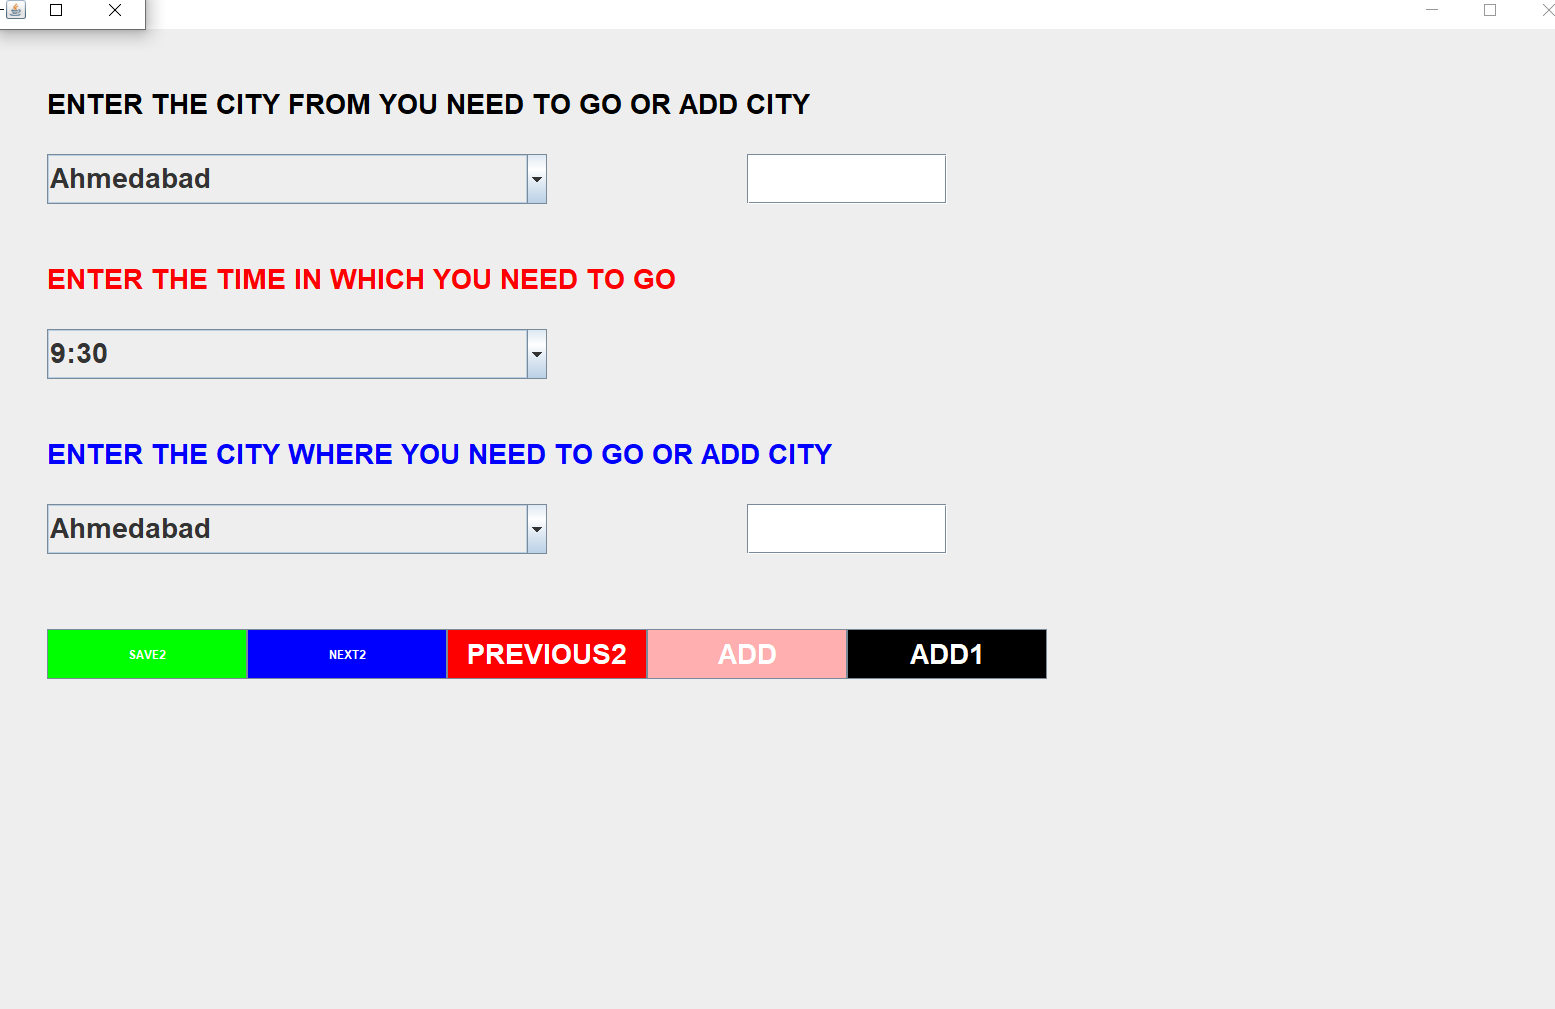 ENTER THE CITY FROM YOU NEED TO GO OR ADD CITY
Ahmedabad
ENTER THE TIME IN WHICH YOU NEED TO GO
9:30
ENTER THE CITY WHERE YOU NEED TO GO OR ADD CITY
Ahmedabad
SAVE2 NEXT2 PREVIOUS2 ADD ADD1